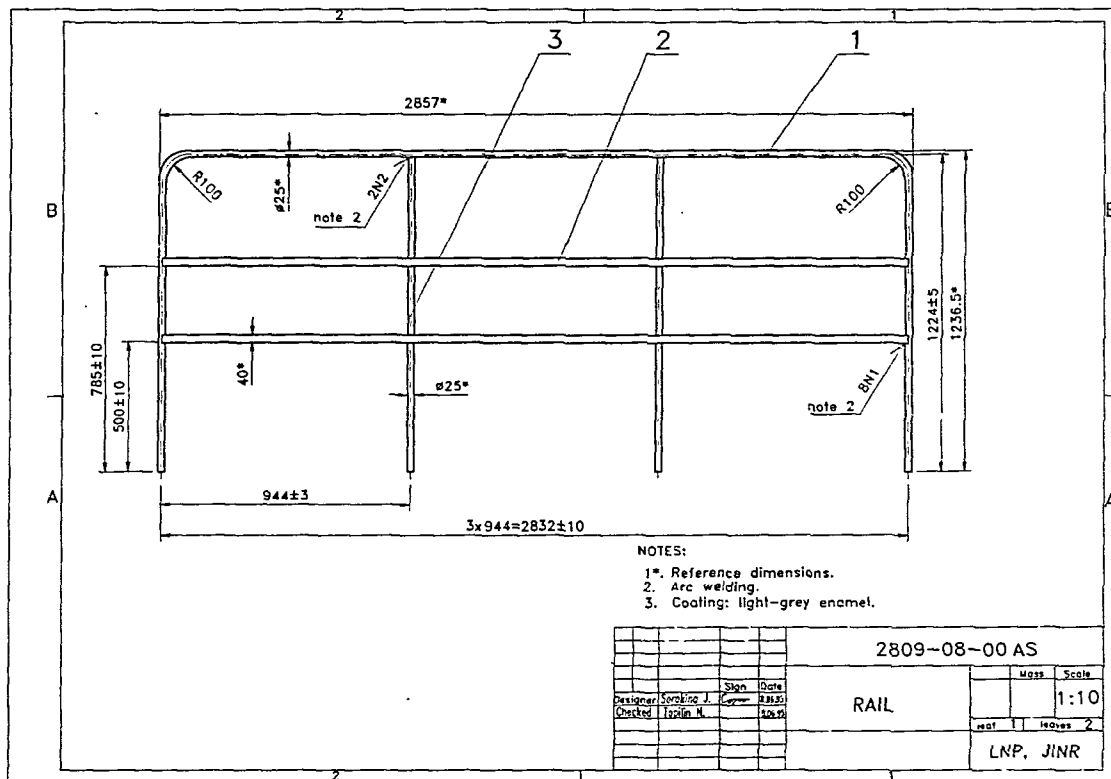 2
1
3
2
1
2857*
R100
ø25*
2N2
note 2
R100
B
B
1224±5
1236.5*
785±10
500±10
40*
ø25*
8N1
note 2
A
A
944±3
3x944=2832±10
NOTES:
1*. Reference dimensions.
2. Arc welding.
3. Coating: light-grey enamel.
2809-08-00 AS
Mass Scale
Sign Date
Designer Sorokina J.
RAIL
1:10
Checked Topilin N.
1 leaves 2
LNP, JINR
2